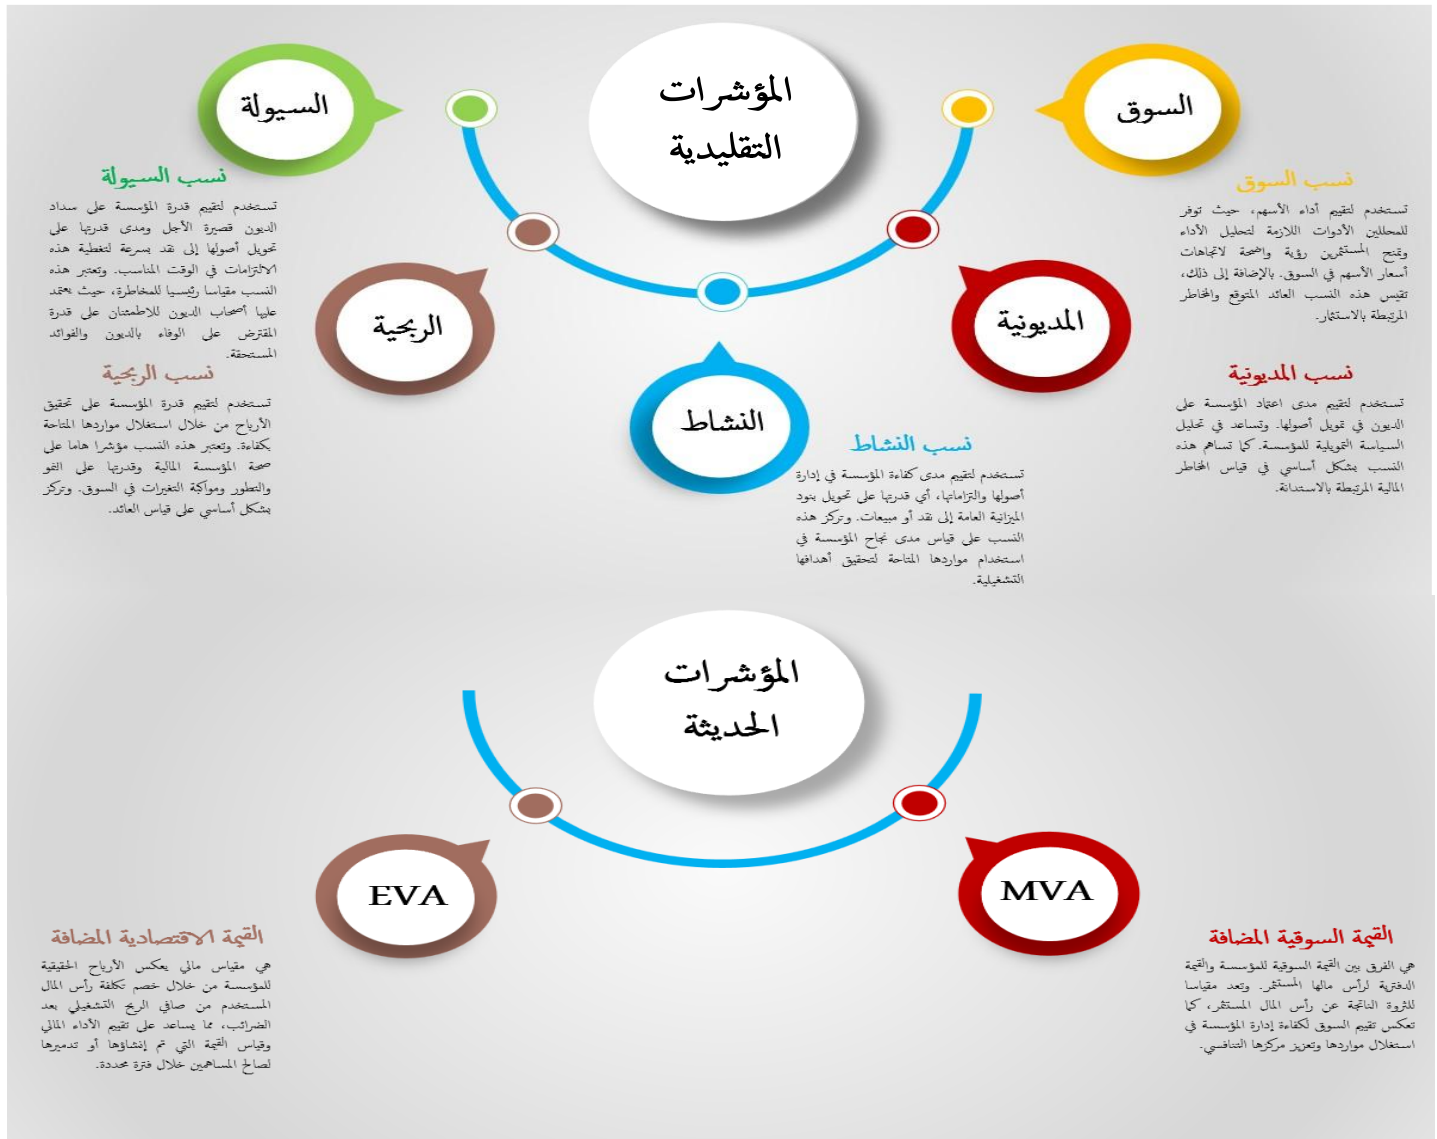 المؤشرات
التقليدية
السوق
السيولة
المديونية
الربحية
النشاط
نسب السوق
تستخدم لتقييم أداء الأسهم، حيث توفر
للمحللين الأدوات اللازمة لتحليل الأداء
وتمنح المستثمرين رؤية واضحة لاتجاهات
أسعار الأسهم في السوق. بالإضافة إلى ذلك،
تقيس هذه النسب العائد المتوقع والمخاطر
المرتبطة بالاستثمار.
نسب المديونية
تستخدم لتقييم مدى اعتماد المؤسسة على
الديون في تمويل أصولها. وتساعد في تحليل
السياسة التمويلية للمؤسسة. كما تساهم هذه
النسب بشكل أساسي في قياس المخاطر
المالية المرتبطة بالاستدانة.
نسب النشاط
تستخدم لتقييم مدى كفاءة المؤسسة في إدارة
أصولها والتزاماتها، أي قدرتها على تحويل بنود
الميزانية العامة إلى نقد أو مبيعات. وتركز هذه
النسب على قياس مدى نجاح المؤسسة في
استخدام مواردها المتاحة لتحقيق أهدافها
التشغيلية.
نسب السيولة
تستخدم لتقييم قدرة المؤسسة على سداد
الديون قصيرة الأجل ومدى قدرتها على
تحويل أصولها إلى نقد بسرعة لتغطية هذه
الالتزامات في الوقت المناسب. وتعتبر هذه
النسب مقياسا رئيسيا للمخاطرة، حيث يعتمد
عليها أصحاب الديون للاطمئنان على قدرة
المقترض على الوفاء بالديون والفوائد
المستحقة.
نسب الربحية
تستخدم لتقييم قدرة المؤسسة على تحقيق
الأرباح من خلال استغلال مواردها المتاحة
بكفاءة. وتعتبر هذه النسب مؤشرا هاما على
صحة المؤسسة المالية وقدرتها على النمو
والتطور ومواكبة التغيرات في السوق. وتركز
بشكل أساسي على قياس العائد.
المؤشرات
الحديثة
MVA
EVA
القيمة السوقية المضافة
هي الفرق بين القيمة السوقية للمؤسسة والقيمة
الدفترية لرأس مالها المستثمر. وتعد مقياسا
للثروة الناتجة عن رأس المال المستثمر، كما
تعكس تقييم السوق لكفاءة إدارة المؤسسة في
استغلال مواردها وتعزيز مركزها التنافسي.
القيمة الاقتصادية المضافة
هي مقياس مالي يعكس الأرباح الحقيقية
للمؤسسة من خلال خصم تكلفة رأس المال
المستخدم من صافي الربح التشغيلي بعد
الضرائب، مما يساعد على تقييم الأداء المالي
وقياس القيمة التي تم إنشاؤها أو تدميرها
لصالح المساهمين خلال فترة محددة.